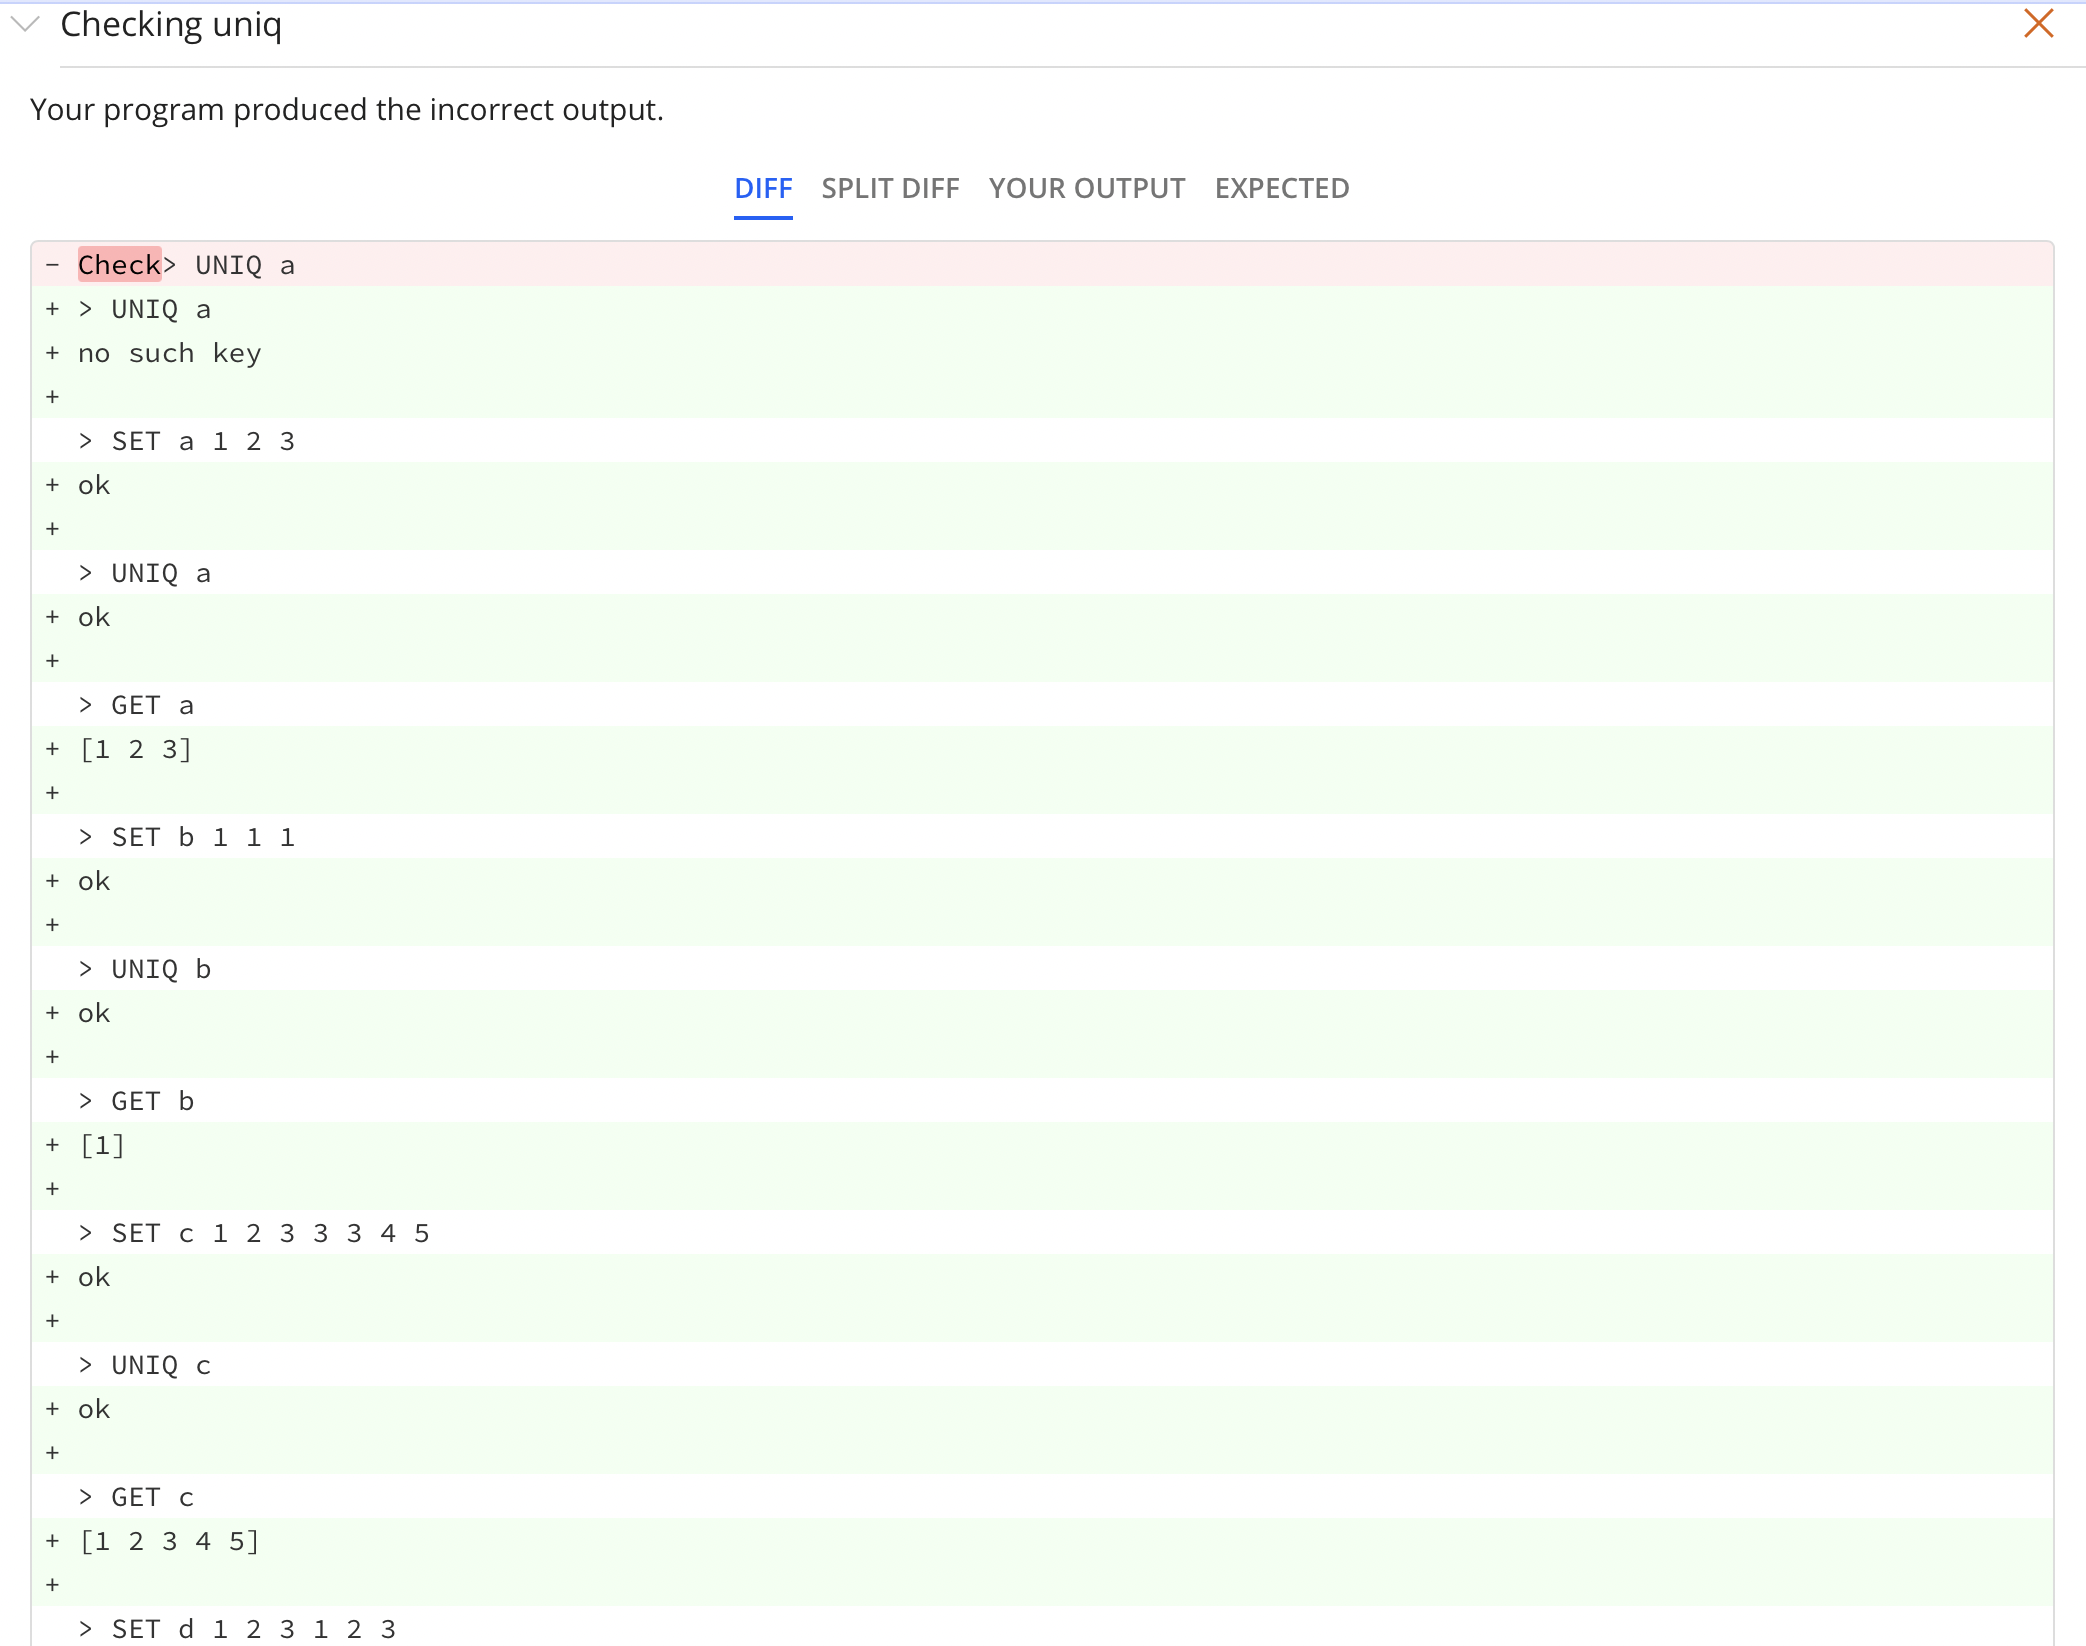 Checking uniq
Your program produced the incorrect output.
DIFF SPLIT DIFF YOUR OUTPUT EXPECTED
- Check> UNIQ a
+ > UNIQ a
+ no such key
+
> SET a 1 2 3
+ ok
+
> UNIQ a
+ ok
+
> GET a
+ [1 2 3]
+
> SET b 1 1 1
+ ok
+
> UNIQ b
+ ok
+
> GET b
+ [1]
+
> SET c 1 2 3 3 3 4 5
+ ok
+
> UNIQ c
+ ok
+
> GET c
+ [1 2 3 4 5]
+
> SET d 1 2 3 1 2 3